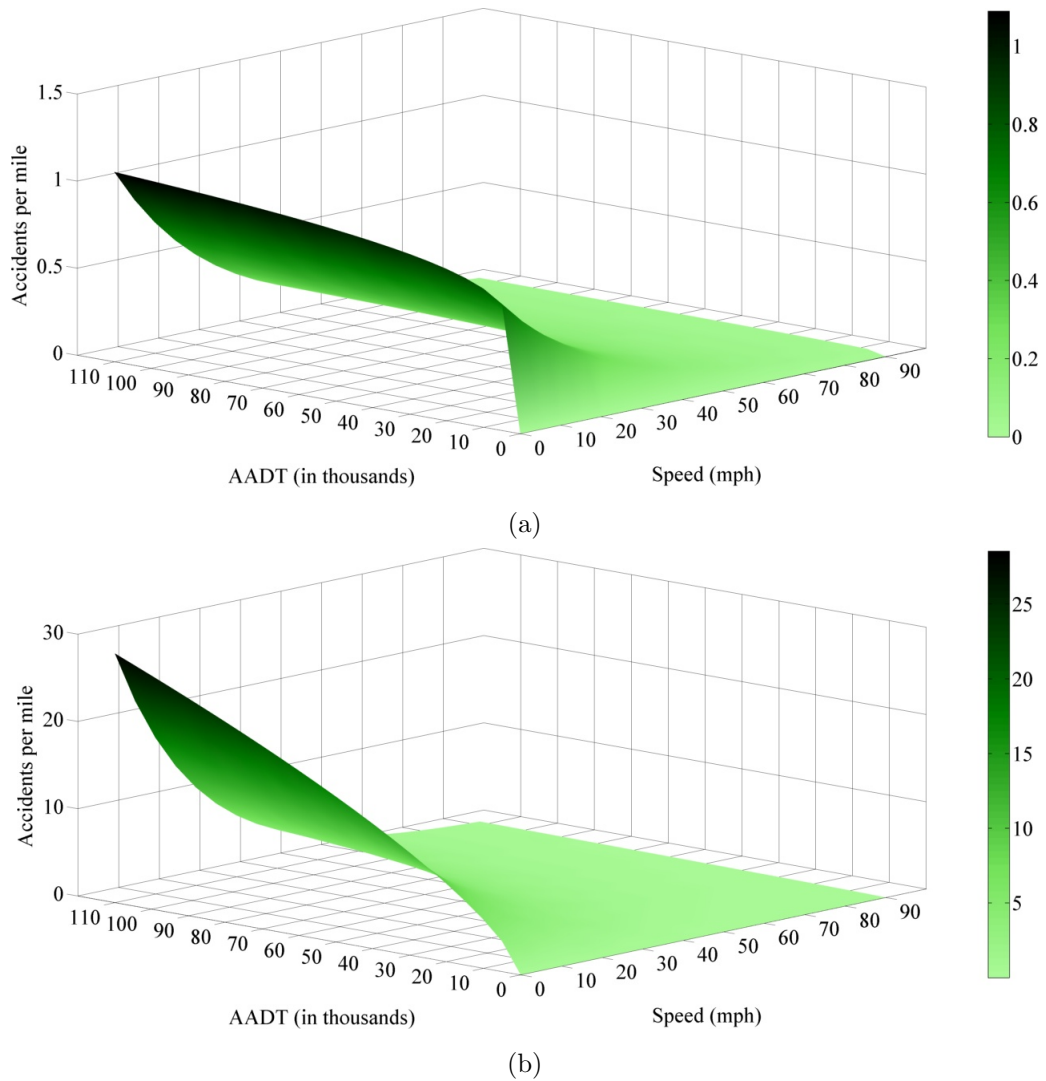 1.5
1
0.5
0
Accidents per mile
110 100 90 80 70 60 50 40 30 20 10 0
0 10 20 30 40 50 60 70 80 90
AADT (in thousands)
Speed (mph)
1
0.8
0.6
0.4
0.2
0
(a)
30
20
10
0
Accidents per mile
110 100 90 80 70 60 50 40 30 20 10 0
0 10 20 30 40 50 60 70 80 90
AADT (in thousands)
Speed (mph)
25
20
15
10
5
(b)